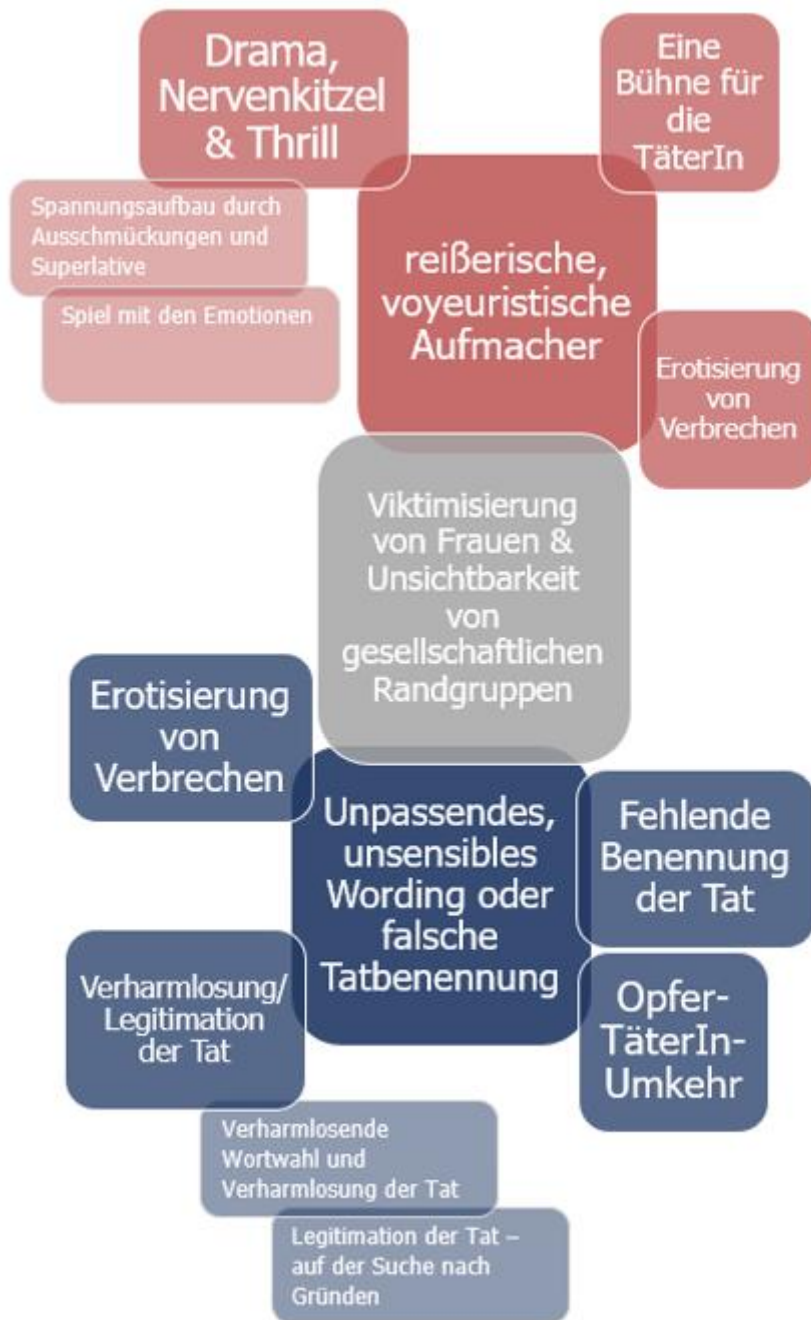 Drama,
Nervenkitzel
& Thrill
Eine
Bühne für
die
TäterIn
Spannungsaufbau durch
Ausschmückungen und
Superlative
Spiel mit den Emotionen
reißerische,
voyeuristische
Aufmacher
Erotisierung
von
Verbrechen
Viktimisierung
von Frauen &
Unsichtbarkeit
von
gesellschaftlichen
Randgruppen
Erotisierung
von
Verbrechen
Unpassendes,
unsensibles
Wording oder
falsche
Tatbenennung
Fehlende
Benennung
der Tat
Verharmlosung/
Legitimation
der Tat
Opfer-
TäterIn-
Umkehr
Verharmlosende
Wortwahl und
Verharmlosung der Tat
Legitimation der Tat –
auf der Suche nach
Gründen